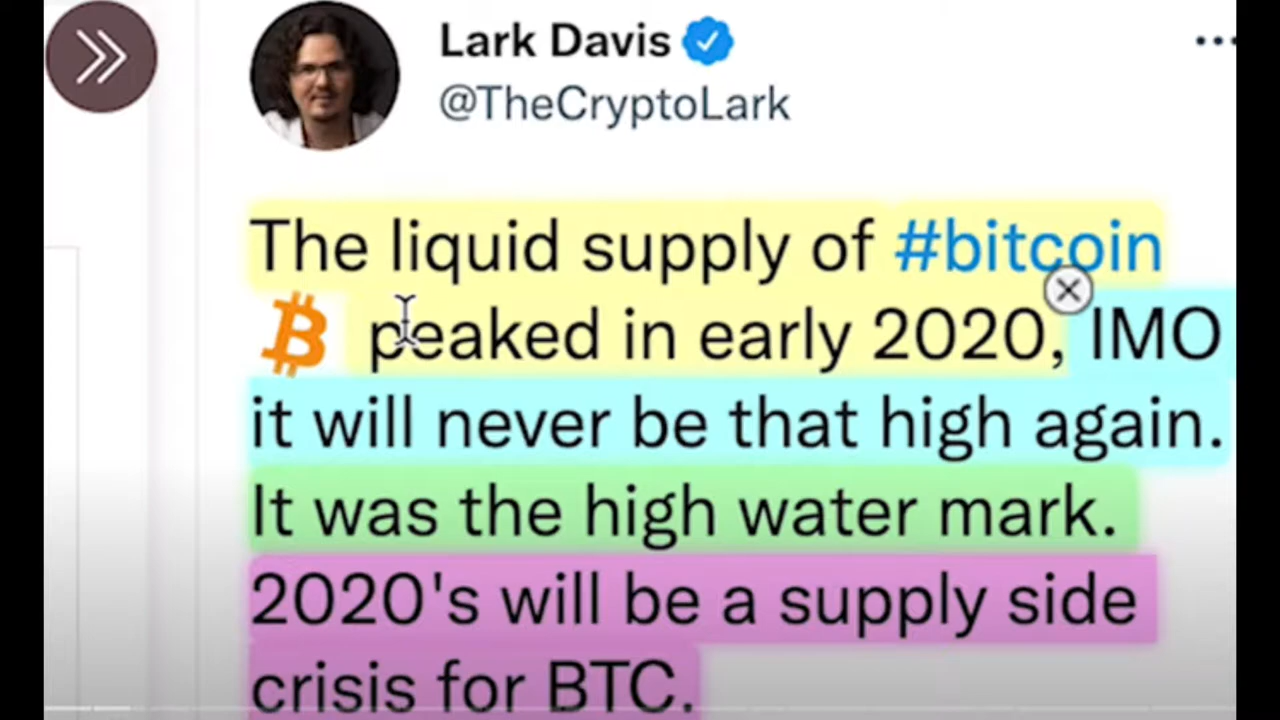 Lark Davis
@TheCryptoLark
The liquid supply of #bitcoin
peaked in early 2020, IMO
it will never be that high again.
It was the high water mark.
2020's will be a supply side
crisis for BTC.